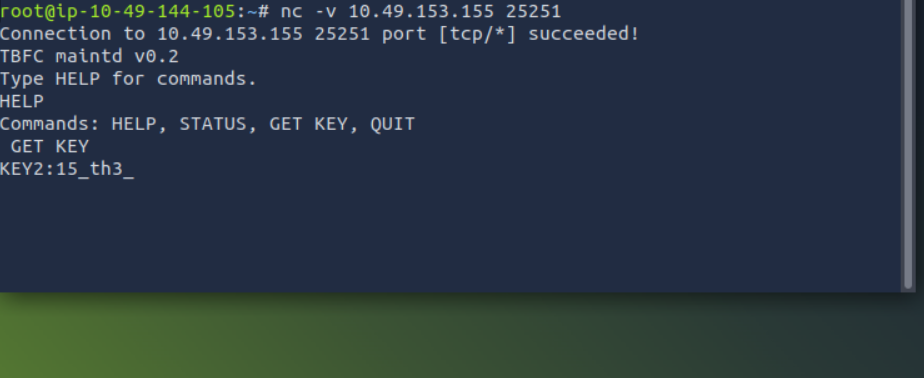 root@ip-10-49-144-105:~# nc -v 10.49.153.155 25251
Connection to 10.49.153.155 25251 port [tcp/*] succeeded!
TBFC maintd v0.2
Type HELP for commands.
HELP
Commands: HELP, STATUS, GET KEY, QUIT
 GET KEY
KEY2:15_th3_